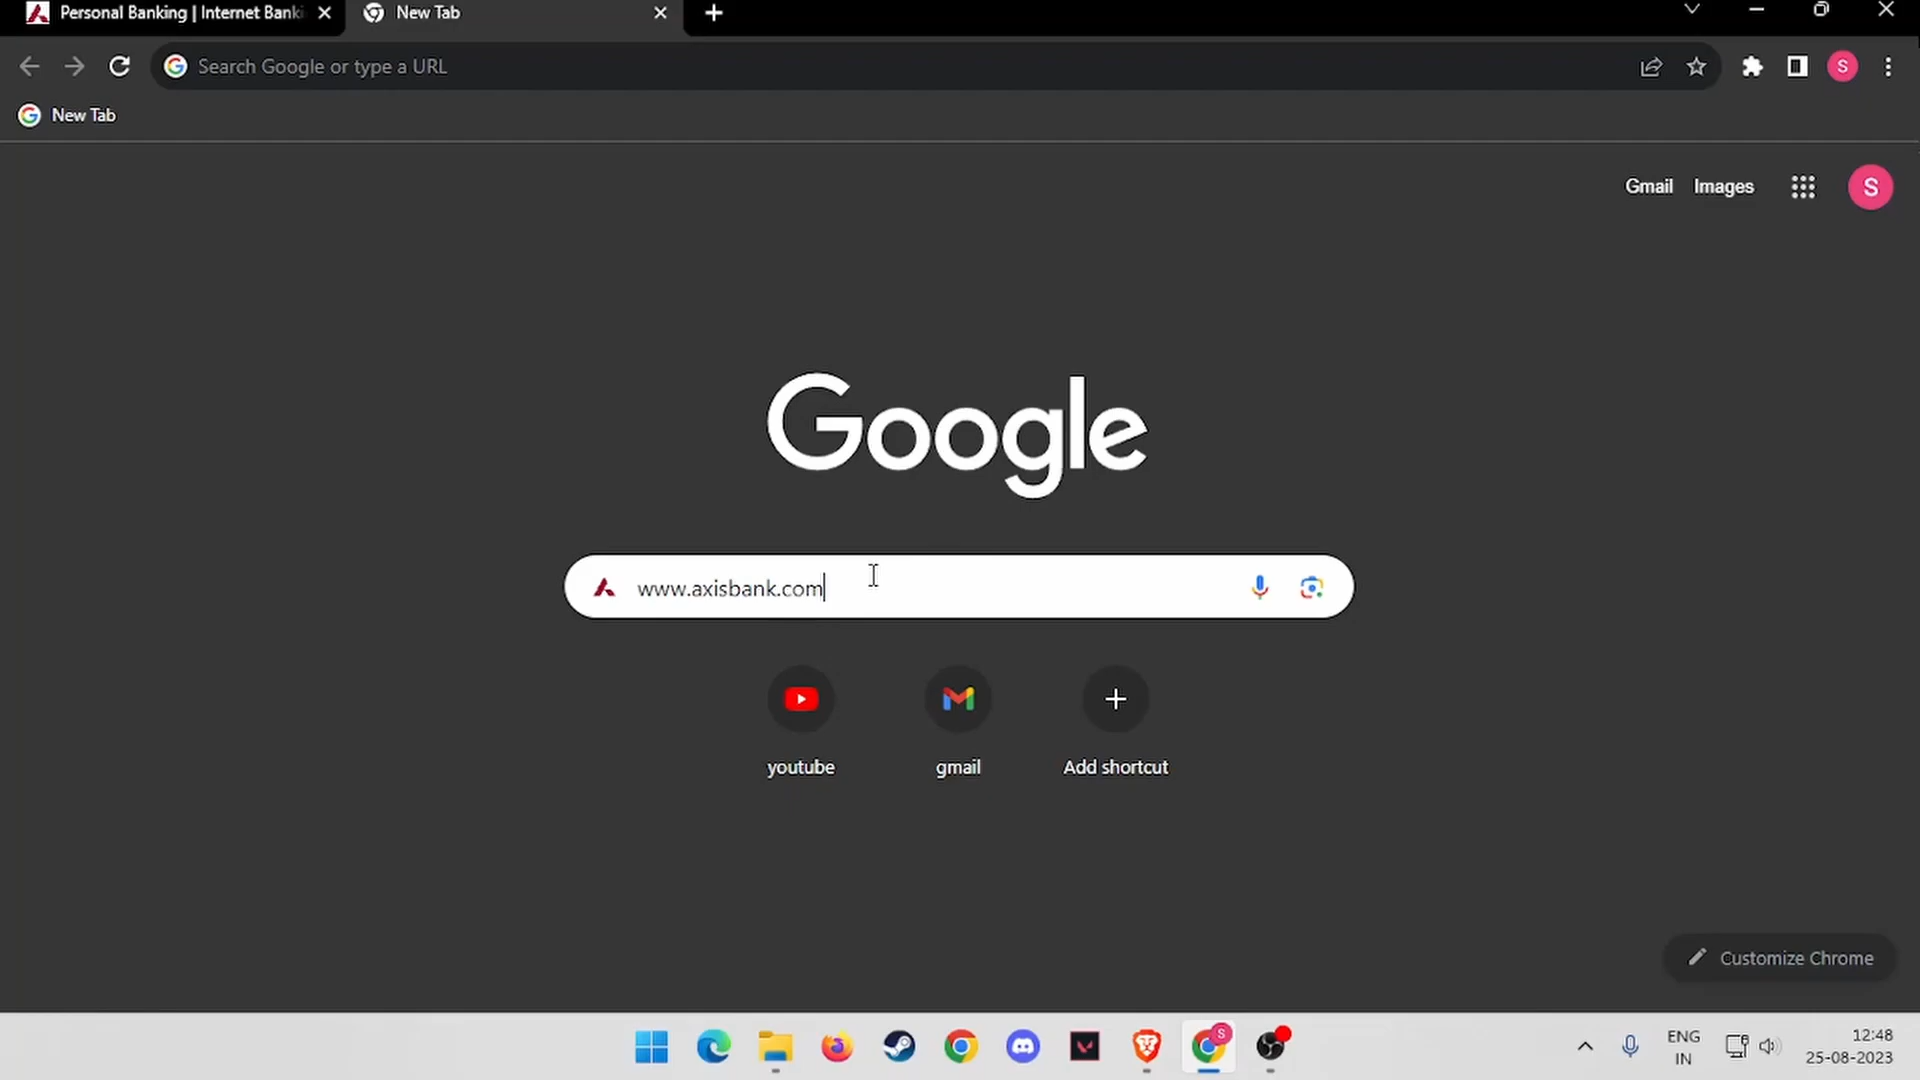 Personal Banking | Internet Banki
New Tab
Search Google or type a URL
S
New Tab
Gmail
Images
S
Google
www.axisbank.com
youtube
gmail
Add shortcut
Customize Chrome
S
ENG
IN
12:48
25-08-2023